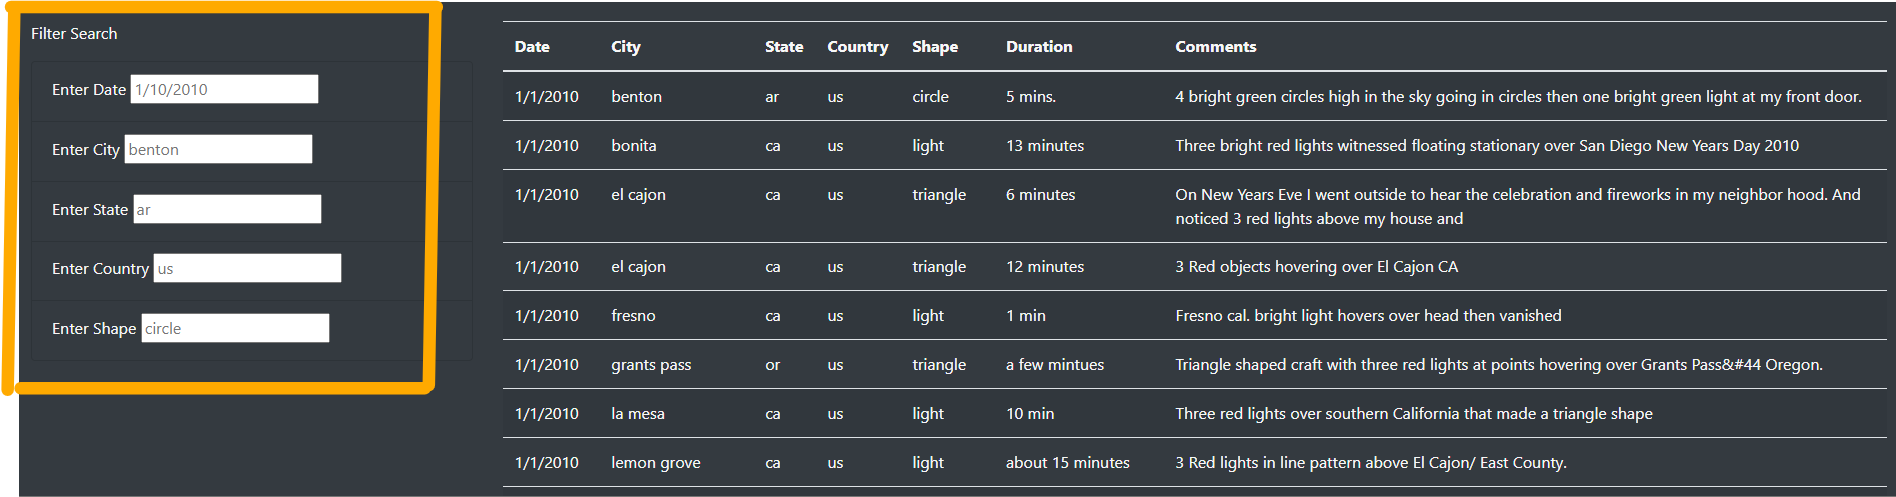 Filter Search
Enter Date 1/10/2010
Enter City benton
Enter State ar
Enter Country us
Enter Shape circle
Date City State Country Shape Duration Comments
1/1/2010 benton ar us circle 5 mins. 4 bright green circles high in the sky going in circles then one bright green light at my front door.
1/1/2010 bonita ca us light 13 minutes Three bright red lights witnessed floating stationary over San Diego New Years Day 2010
1/1/2010 el cajon ca us triangle 6 minutes On New Years Eve I went outside to hear the celebration and fireworks in my neighbor hood. And
noticed 3 red lights above my house and
1/1/2010 el cajon ca us triangle 12 minutes 3 Red objects hovering over El Cajon CA
1/1/2010 fresno ca us light 1 min Fresno cal. bright light hovers over head then vanished
1/1/2010 grants pass or us triangle a few mintues Triangle shaped craft with three red lights at points hovering over Grants Pass&#44 Oregon.
1/1/2010 la mesa ca us light 10 min Three red lights over southern California that made a triangle shape
1/1/2010 lemon grove ca us light about 15 minutes 3 Red lights in line pattern above El Cajon/ East County.